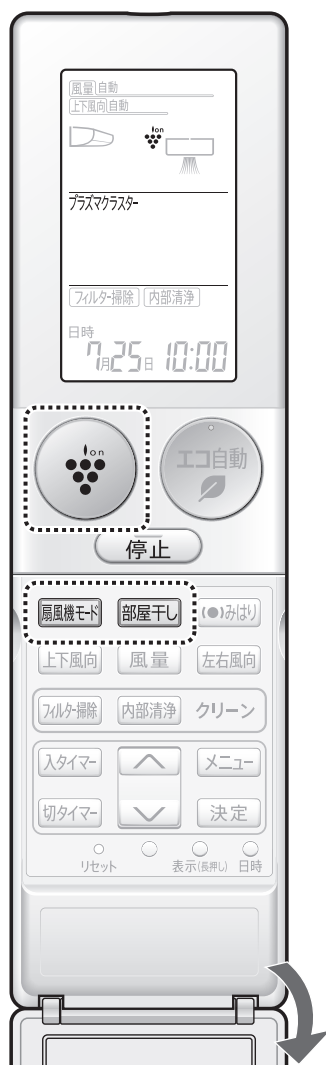 風量 自動
上下風向 自動
ion
プラズマクラスター
フィルター掃除 内部清浄
日時
7月25日 10:00
ion エコ自動
停止
扇風機モード 部屋干し みはり
上下風向 風量 左右風向
フィルター掃除 内部清浄 クリーン
入タイマー メニュー
切タイマー 決定
リセット 表示(長押し) 日時